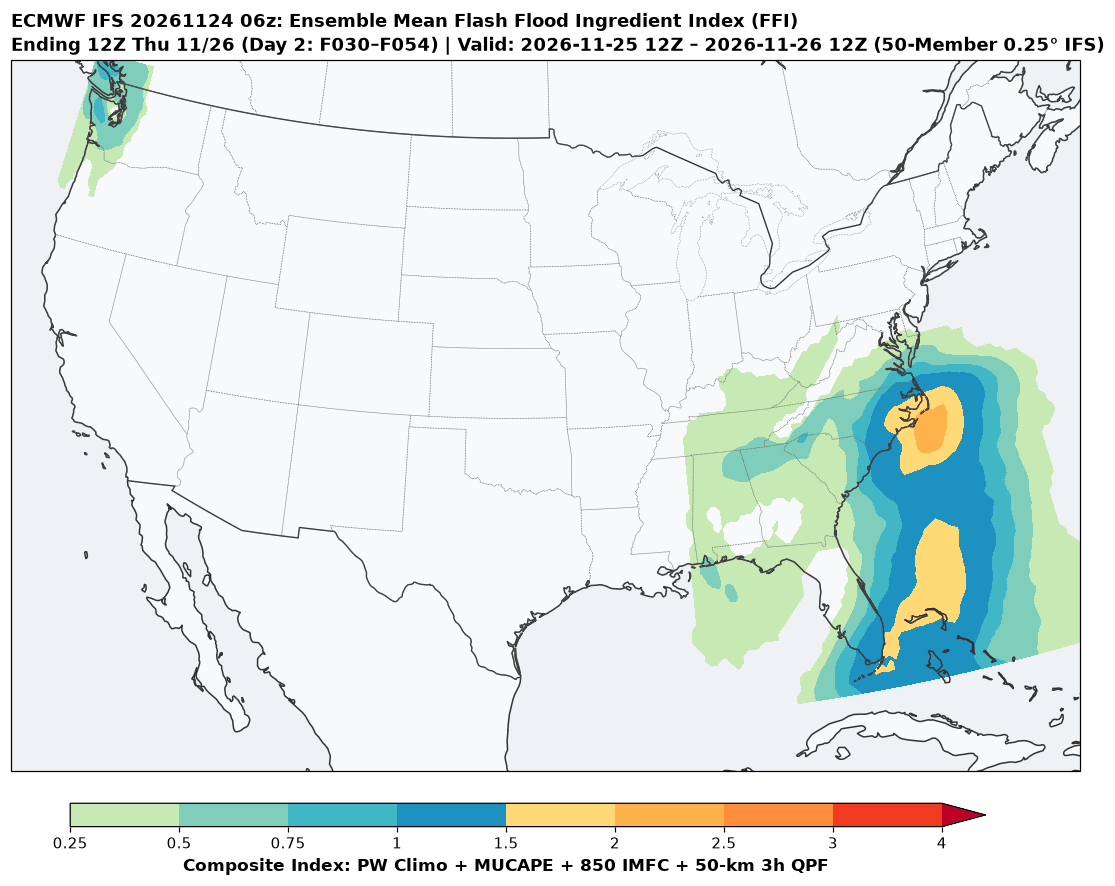 ECMWF IFS 20261124 06z: Ensemble Mean Flash Flood Ingredient Index (FFI)
Ending 12Z Thu 11/26 (Day 2: F030–F054) | Valid: 2026-11-25 12Z – 2026-11-26 12Z (50-Member 0.25° IFS)
0.25 0.5 0.75 1 1.5 2 2.5 3 4
Composite Index: PW Climo + MUCAPE + 850 IMFC + 50-km 3h QPF